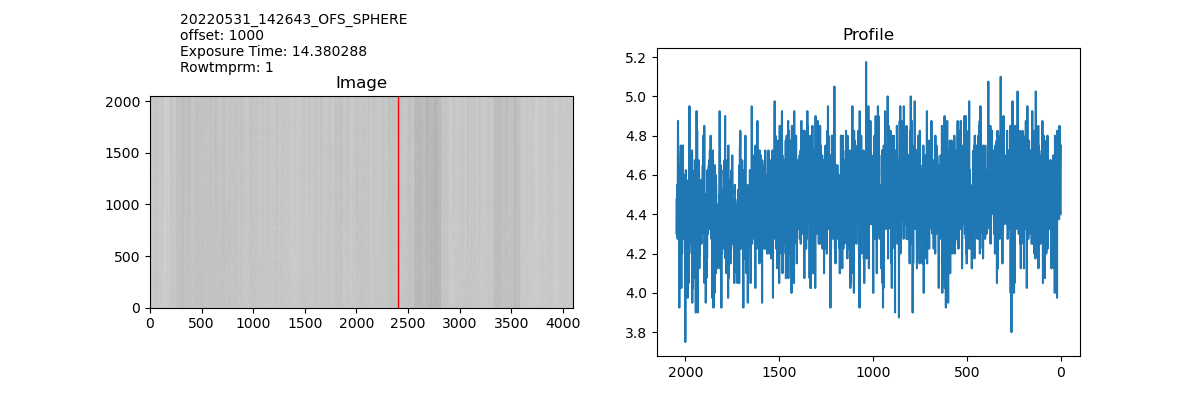 20220531_142643_OFS_SPHERE
offset: 1000
Exposure Time: 14.380288
Rowtmprm: 1
Image
2000
1500
1000
500
0
0 500 1000 1500 2000 2500 3000 3500 4000
Profile
5.2
5.0
4.8
4.6
4.4
4.2
4.0
3.8
2000 1500 1000 500 0